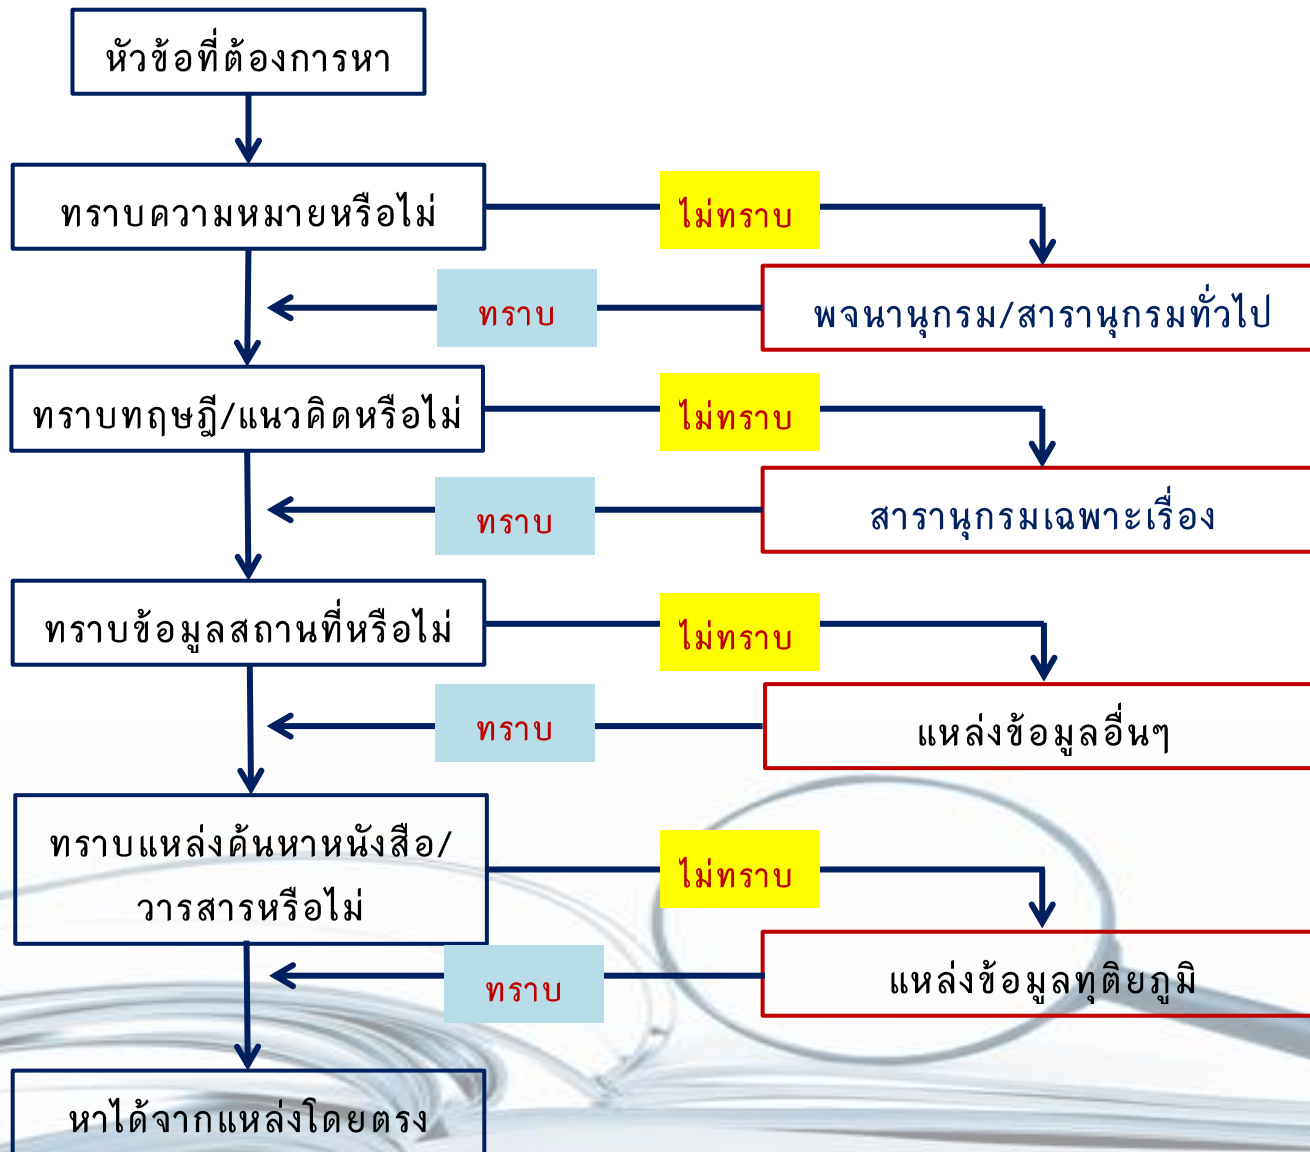 หัวข้อที่ต้องการหา
ทราบความหมายหรือไม่
ไม่ทราบ
ทราบ
พจนานุกรม/สารานุกรมทั่วไป
ทราบทฤษฎี/แนวคิดหรือไม่
ไม่ทราบ
ทราบ
สารานุกรมเฉพาะเรื่อง
ทราบข้อมูลสถานที่หรือไม่
ไม่ทราบ
ทราบ
แหล่งข้อมูลอื่นๆ
ทราบแหล่งค้นหาหนังสือ/
วารสารหรือไม่
ไม่ทราบ
ทราบ
แหล่งข้อมูลทุติยภูมิ
หาได้จากแหล่งโดยตรง